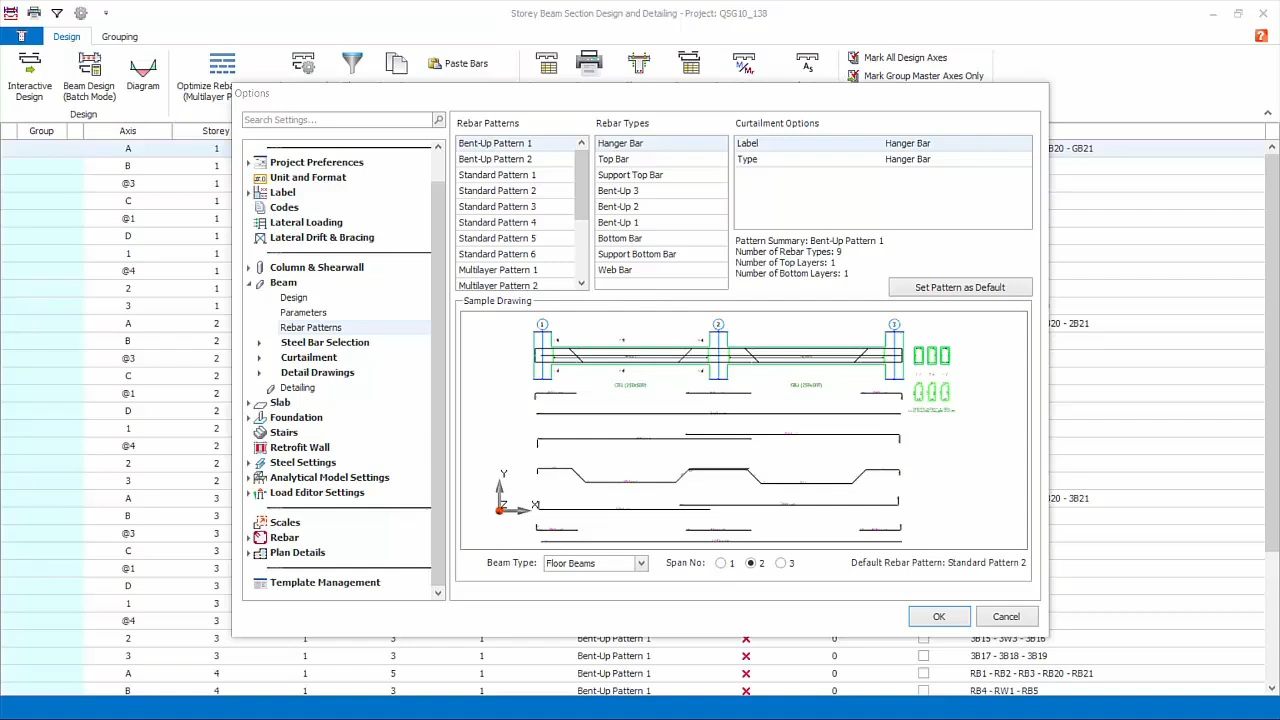 Storey Beam Section Design and Detailing - Project: QSG10_138
Design
Grouping
Interactive Design
Beam Design (Batch Mode)
Diagram
Optimize Reba
(Multilayer P
Paste Bars
Mark All Design Axes
Mark Group Master Axes Only
Design
Options
Group Axis Storey
A 1
B 1
@3 1
C 1
@1 1
D 1
1 1
@4 1
2 1
3 1
A 2
B 2
@3 2
C 2
@1 2
D 2
1 2
@4 2
2 2
3 2
A 3
B 3
@3 3
C 3
@1 3
D 3
1 3
@4 3
2 3 1 3 1 Bent-Up Pattern 1 0 3B15 - 3W3 - 3B16
3 3 1 3 1 Bent-Up Pattern 1 0 3B17 - 3B18 - 3B19
A 4 1 5 1 Bent-Up Pattern 1 0 RB1 - RB2 - RB3 - RB20 - RB21
B 4 1 3 1 Bent-Up Pattern 1 0 RB4 - RW1 - RB5
B20 - GB21
20 - 2B21
20 - 3B21
Search Settings...
Project Preferences
Unit and Format
Label
Codes
Lateral Loading
Lateral Drift & Bracing
Column & Shearwall
Beam
Design
Parameters
Rebar Patterns
Steel Bar Selection
Curtailment
Detail Drawings
Detailing
Slab
Foundation
Stairs
Retrofit Wall
Steel Settings
Analytical Model Settings
Load Editor Settings
Scales
Rebar
Plan Details
Template Management
Rebar Patterns
Bent-Up Pattern 1
Bent-Up Pattern 2
Standard Pattern 1
Standard Pattern 2
Standard Pattern 3
Standard Pattern 4
Standard Pattern 5
Standard Pattern 6
Multilayer Pattern 1
Multilayer Pattern 2
Rebar Types
Hanger Bar
Top Bar
Support Top Bar
Bent-Up 3
Bent-Up 2
Bent-Up 1
Bottom Bar
Support Bottom Bar
Web Bar
Curtailment Options
Label Hanger Bar
Type Hanger Bar
Pattern Summary: Bent-Up Pattern 1
Number of Rebar Types: 9
Number of Top Layers: 1
Number of Bottom Layers: 1
Set Pattern as Default
Sample Drawing
1 2 3
Y
Z X
Beam Type: Floor Beams Span No: 1 2 3 Default Rebar Pattern: Standard Pattern 2
OK Cancel